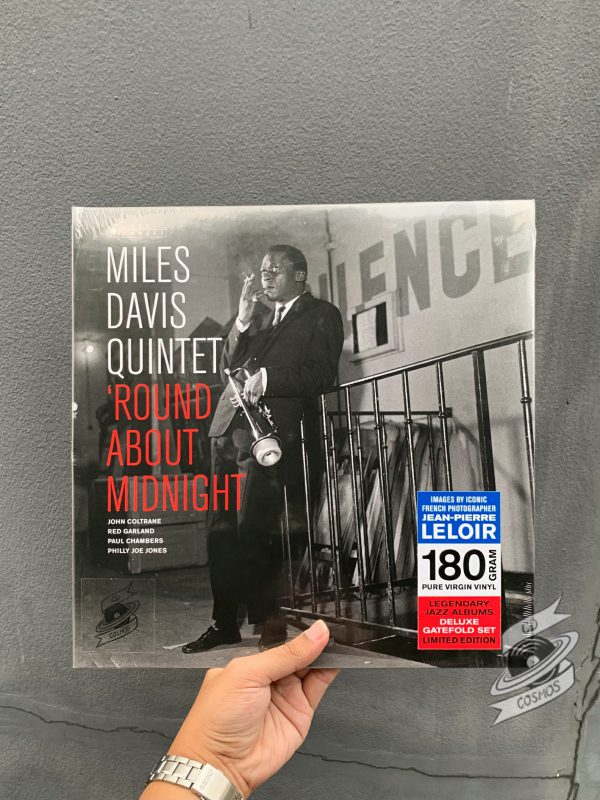 MILES
DAVIS
QUINTET
'ROUND
ABOUT
MIDNIGHT
JOHN COLTRANE
RED GARLAND
PAUL CHAMBERS
PHILLY JOE JONES
IMAGES BY ICONIC
FRENCH PHOTOGRAPHER
JEAN-PIERRE
LELOIR
180 GRAM
PURE VIRGIN VINYL
LEGENDARY
JAZZ ALBUMS
DELUXE
GATEFOLD SET
LIMITED EDITION
COSMOS
COSMOS